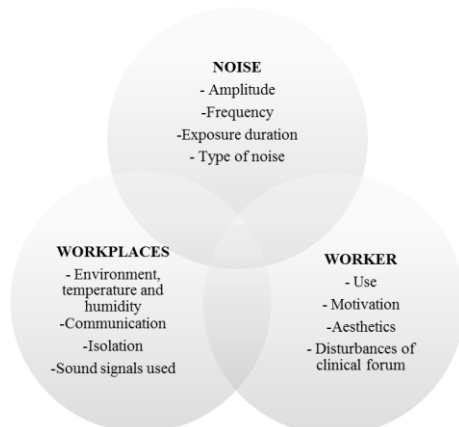 NOISE
- Amplitude
-Frequency
-Exposure duration
- Type of noise
WORKPLACES
- Environment,
temperature and
humidity
-Communication
-Isolation
-Sound signals used
WORKER
- Use
- Motivation
-Aesthetics
- Disturbances of
clinical forum